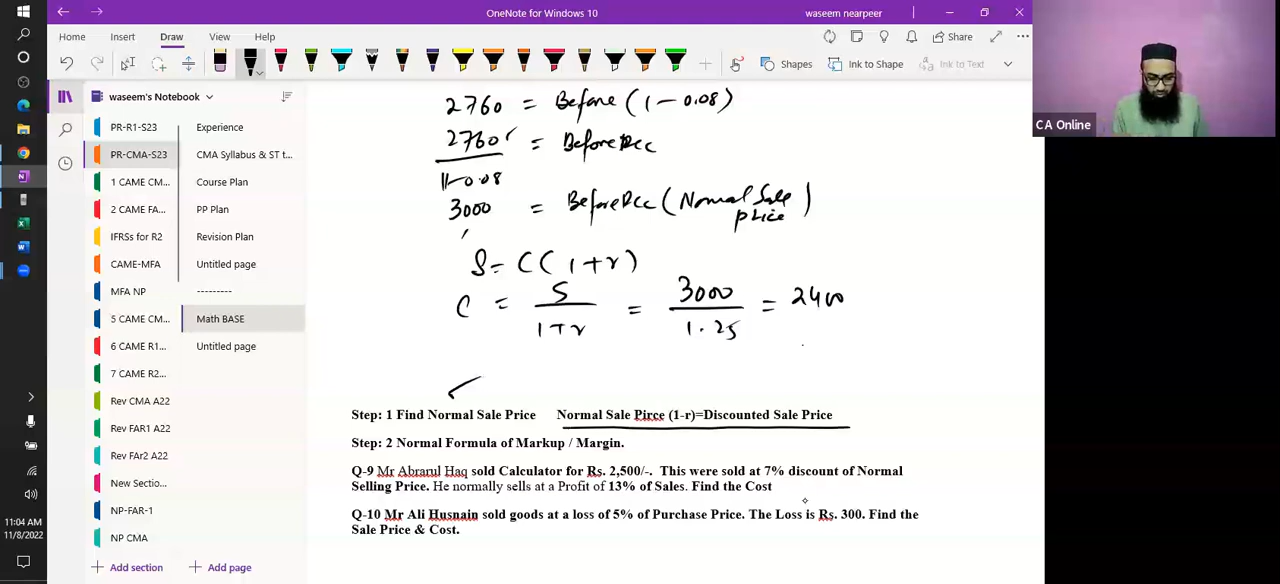 OneNote for Windows 10
waseem nearpeer
Home Insert Draw View Help
Share
Shapes Ink to Shape Ink to Text
waseem's Notebook
PR-R1-S23
PR-CMA-S23
1 CAME CM...
2 CAME FA...
IFRSs for R2
CAME-MFA
MFA NP
5 CAME CM...
6 CAME R1...
7 CAME R2...
Rev CMA A22
Rev FAR1 A22
Rev FAr2 A22
New Sectio...
NP-FAR-1
NP CMA
Add section
Experience
CMA Syllabus & ST t...
Course Plan
PP Plan
Revision Plan
Untitled page
---------
Math BASE
Untitled page
Add page
2760 = Before (1-0.08)
2760 = Before Dcc
1-0.08
3000 = Before Dcc (Normal Sale
price)
S = C(1+r)
C = S/1+r = 3000/1.25 = 2400
Step: 1 Find Normal Sale Price Normal Sale Pirce (1-r)=Discounted Sale Price
Step: 2 Normal Formula of Markup / Margin.
Q-9 Mr Abrarul Haq sold Calculator for Rs. 2,500/-. This were sold at 7% discount of Normal
Selling Price. He normally sells at a Profit of 13% of Sales. Find the Cost
Q-10 Mr Ali Husnain sold goods at a loss of 5% of Purchase Price. The Loss is Rs. 300. Find the
Sale Price & Cost.
CA Online
11:04 AM
11/8/2022